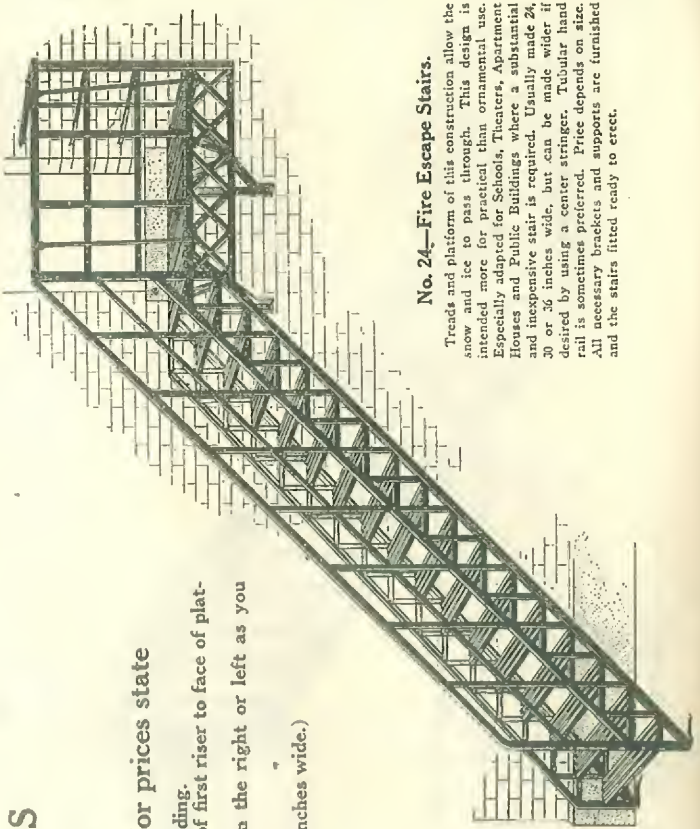 S
or prices state
ding.
f first riser to face of plat-
n the right or left as you
nches wide.)
No. 24—Fire Escape Stairs.
Treads and platform of this construction allow the
snow and ice to pass through. This design is
intended more for practical than ornamental use.
Especially adapted for Schools, Theaters, Apartment
Houses and Public Buildings where a substantial
and inexpensive stair is required. Usually made 24,
30 or 36 inches wide, but can be made wider if
desired by using a center stringer. Tubular hand
rail is sometimes preferred. Price depends on size.
All necessary brackets and supports are furnished
and the stairs fitted ready to erect.